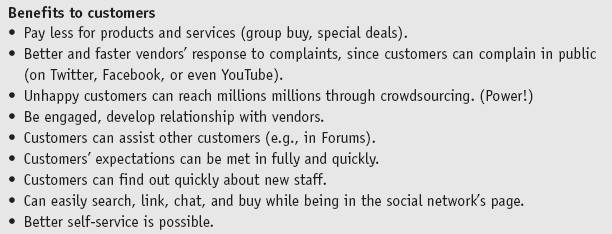 Benefits to customers
• Pay less for products and services (group buy, special deals).
• Better and faster vendors' response to complaints, since customers can complain in public
(on Twitter, Facebook, or even YouTube).
• Unhappy customers can reach millions millions through crowdsourcing. (Power!)
• Be engaged, develop relationship with vendors.
• Customers can assist other customers (e.g., in Forums).
• Customers' expectations can be met in fully and quickly.
• Customers can find out quickly about new staff.
• Can easily search, link, chat, and buy while being in the social network's page.
• Better self-service is possible.